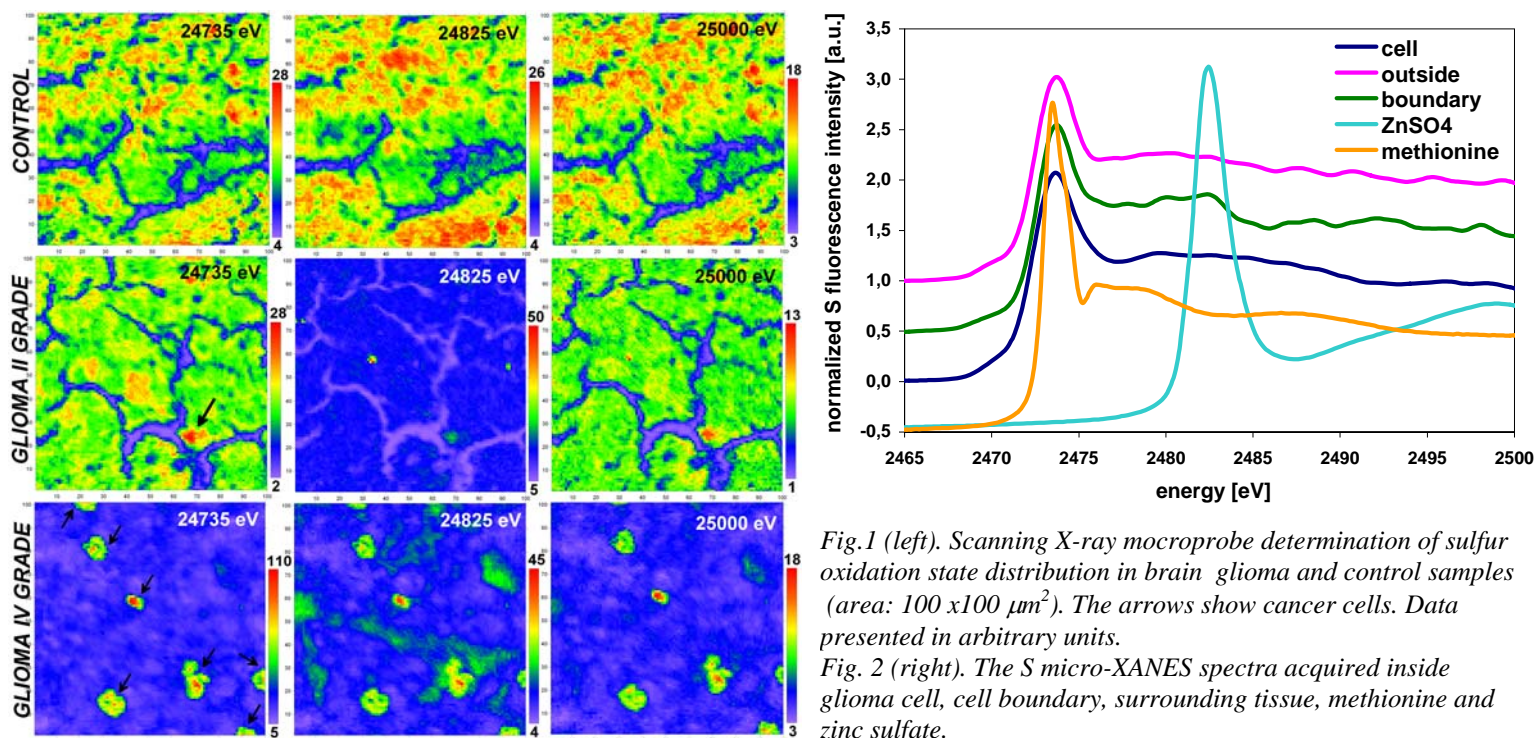 CONTROL
24735 eV
28
4
24825 eV
26
4
25000 eV
18
3
GLIOMA II GRADE
24735 eV
28
2
24825 eV
50
5
25000 eV
13
1
GLIOMA IV GRADE
24735 eV
110
5
24825 eV
45
4
25000 eV
18
3
normalized S fluorescence intensity [a.u.]
3,5
3,0
2,5
2,0
1,5
1,0
0,5
0,0
-0,5
cell
outside
boundary
ZnSO4
methionine
2465 2470 2475 2480 2485 2490 2495 2500
energy [eV]
Fig.1 (left). Scanning X-ray mocroprobe determination of sulfur
oxidation state distribution in brain glioma and control samples
(area: 100 x100 μm²). The arrows show cancer cells. Data
presented in arbitrary units.
Fig. 2 (right). The S micro-XANES spectra acquired inside
glioma cell, cell boundary, surrounding tissue, methionine and
zinc sulfate.